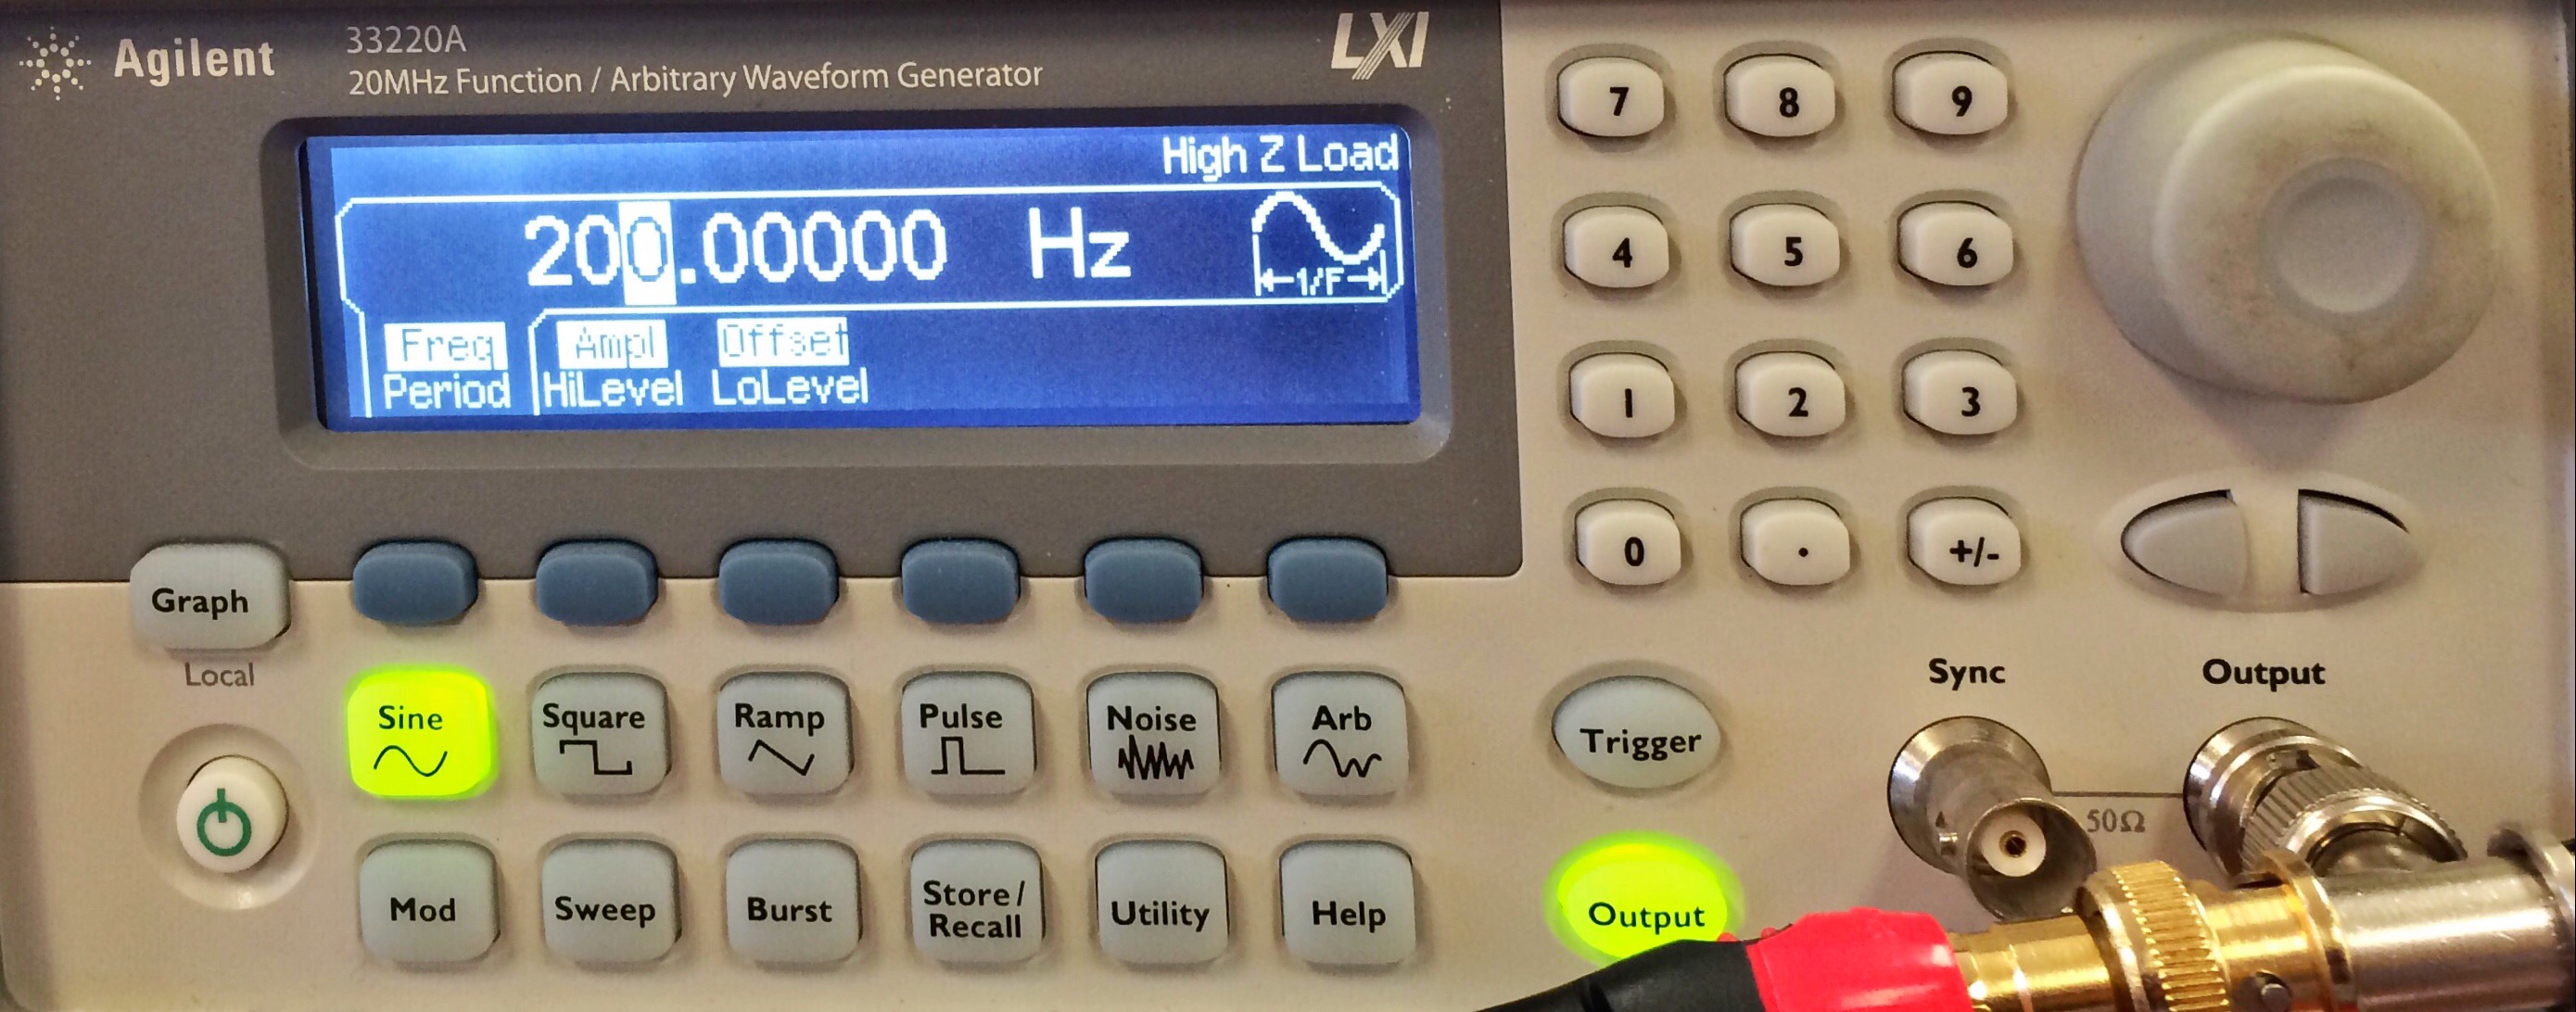 Agilent
33220A
20MHz Function / Arbitrary Waveform Generator
LXI
High Z Load
200.00000 Hz
1/F
Freq Ampl Offset
Period HiLevel LoLevel
7 8 9
4 5 6
1 2 3
0 . +/-
Graph
Local
Sine Square Ramp Pulse Noise Arb
Mod Sweep Burst Store/
Recall Utility Help
Trigger
Output
Sync Output
50Ω